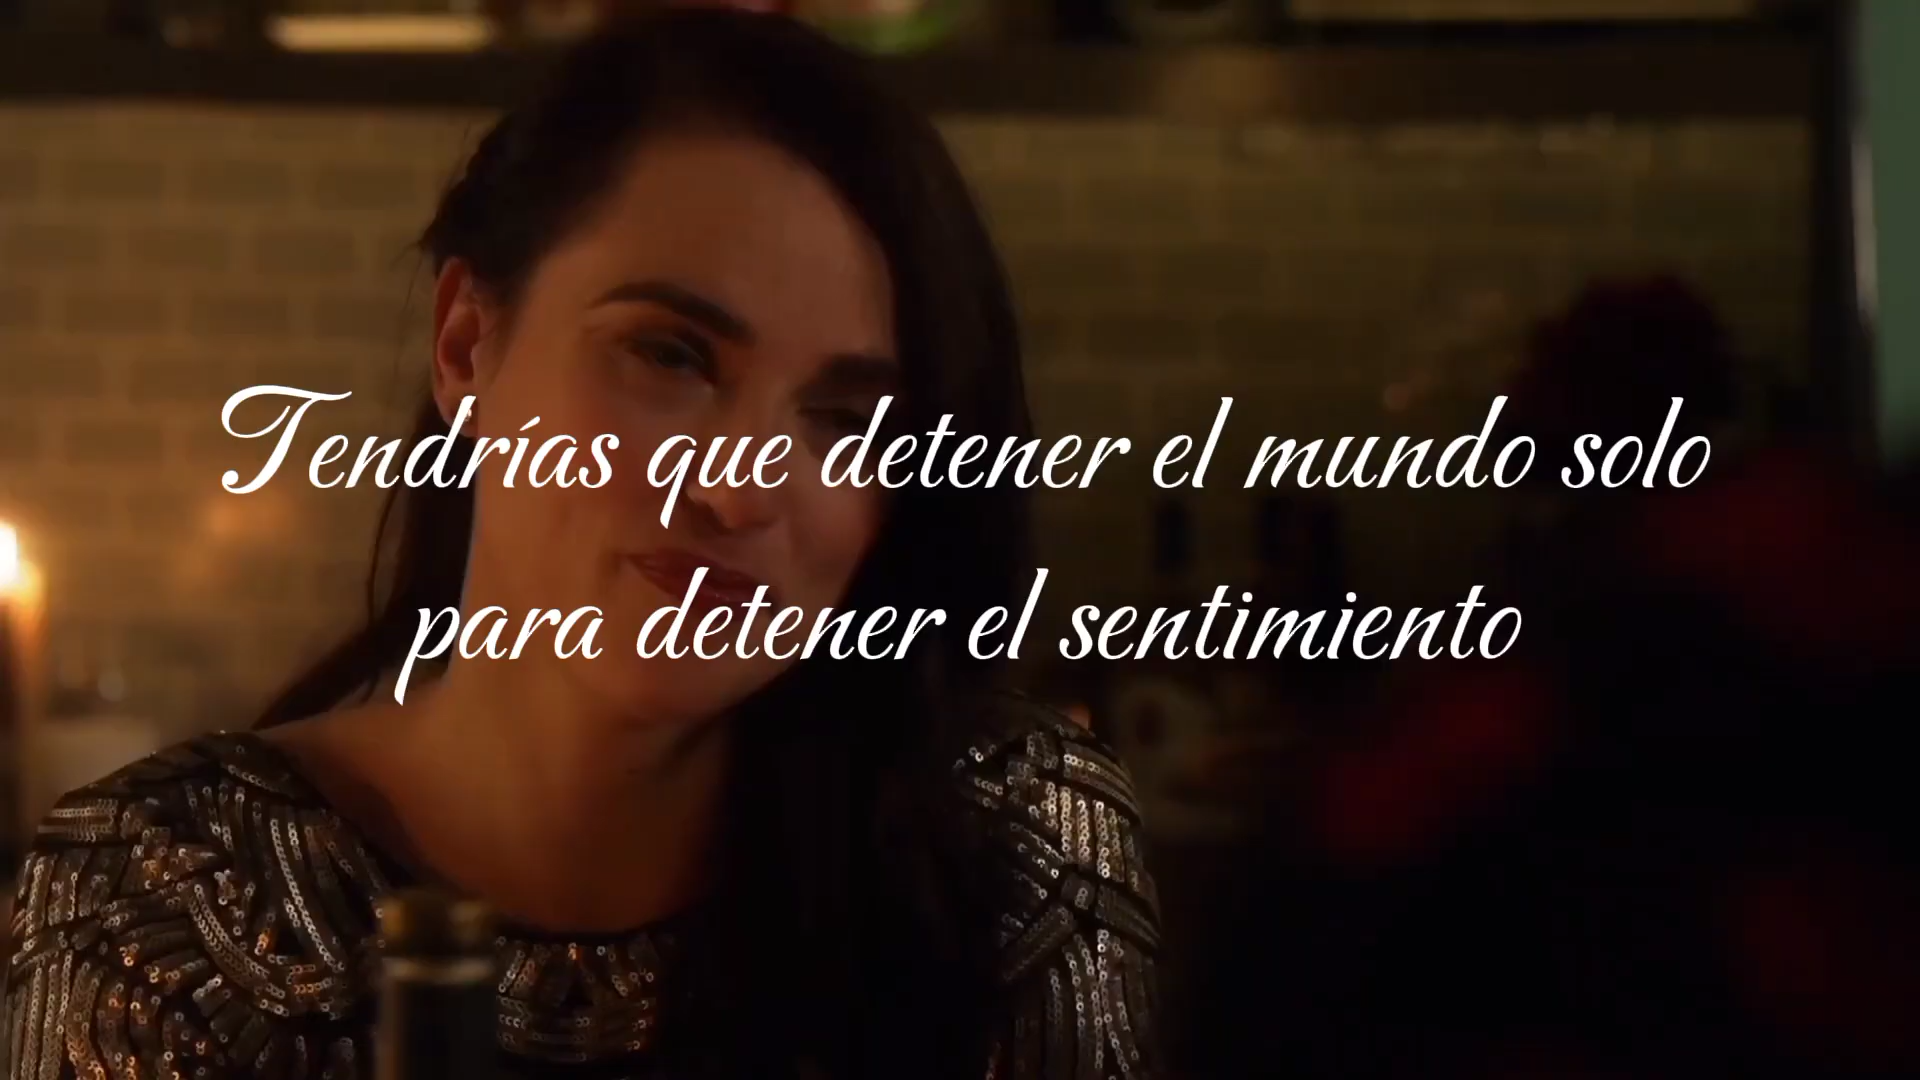 Tendrías que detener el mundo solo
para detener el sentimiento